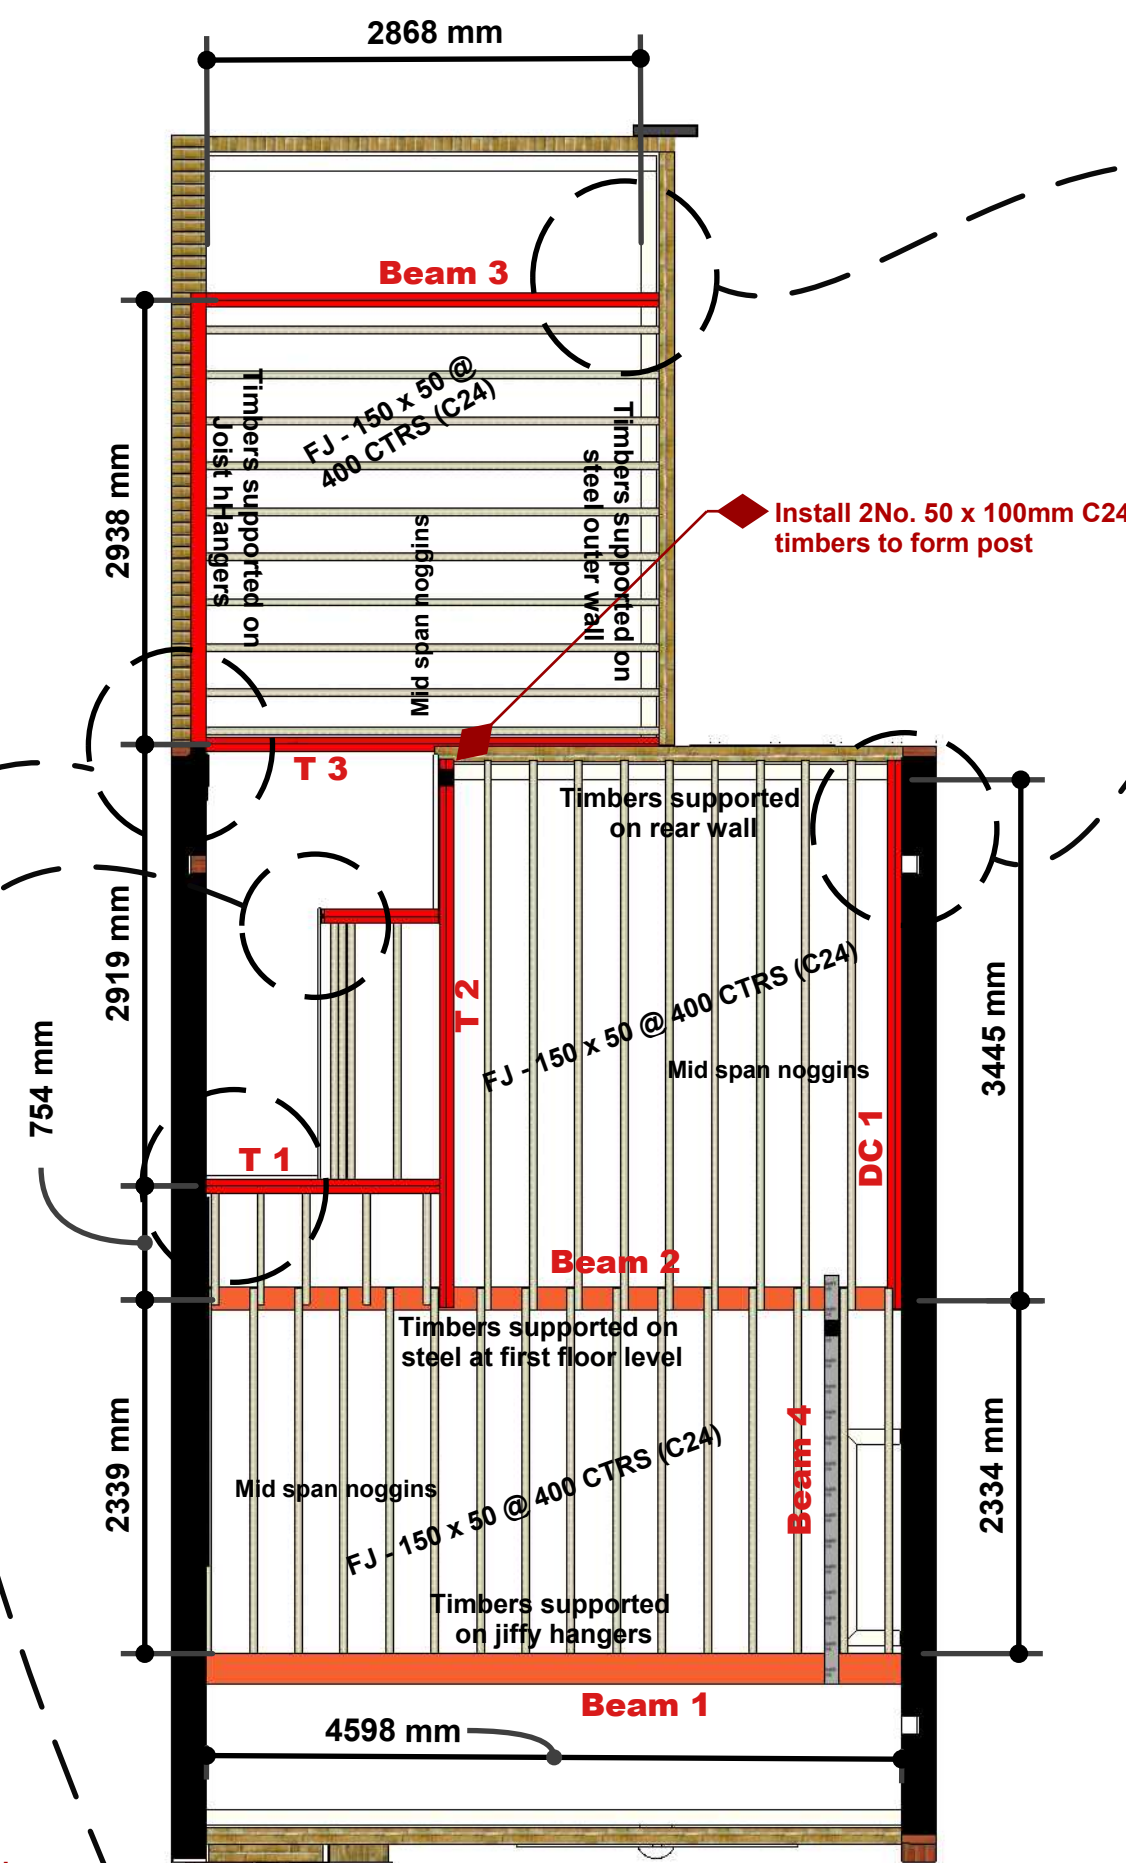 2868 mm
Beam 3
FJ - 150 x 50 @
400 CTRS (C24)
Timbers supported on
Joist hHangers
Timbers supported on
steel outer wall
Mid span noggins
2938 mm
Install 2No. 50 x 100mm C24
timbers to form post
T 3
Timbers supported
on rear wall
2919 mm
T 2
FJ - 150 x 50 @ 400 CTRS (C24)
Mid span noggins
3445 mm
754 mm
T 1
DC 1
Beam 2
Timbers supported on
steel at first floor level
2339 mm
Mid span noggins
FJ - 150 x 50 @ 400 CTRS (C24)
Beam 4
2334 mm
Timbers supported
on jiffy hangers
Beam 1
4598 mm